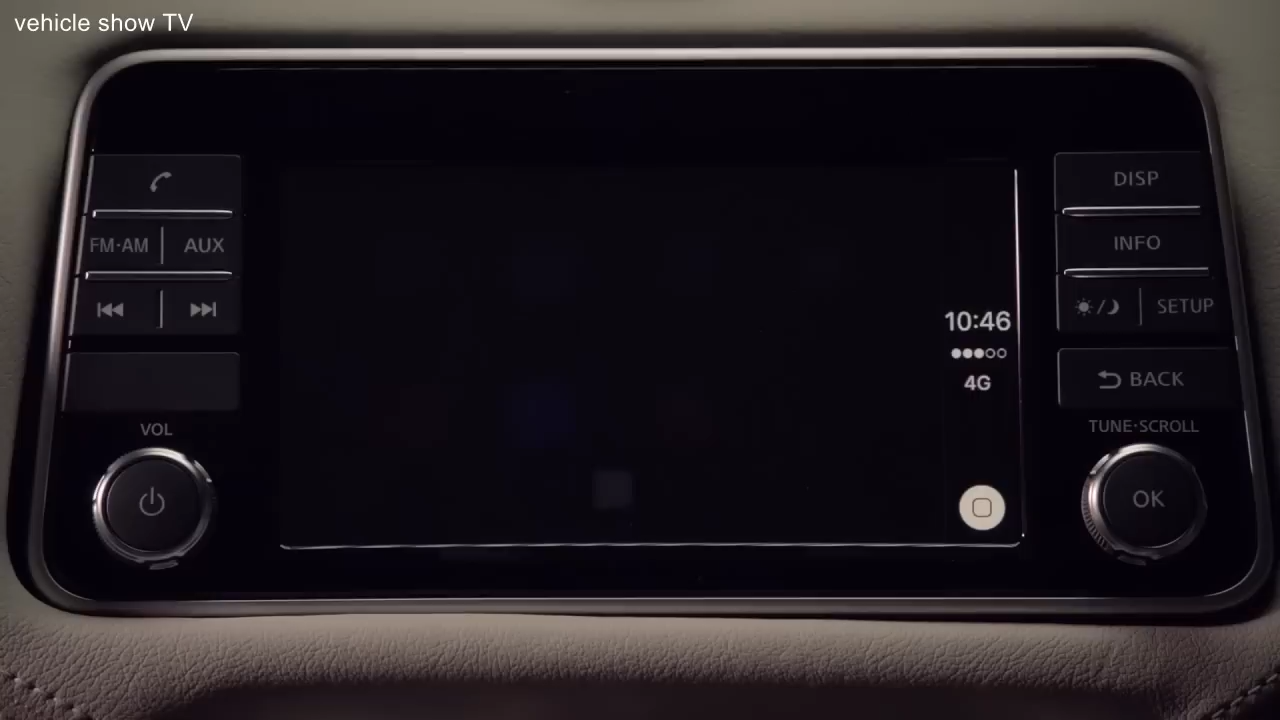 vehicle show TV
FM·AM
AUX
VOL
10:46
4G
DISP
INFO
SETUP
BACK
TUNE·SCROLL
OK